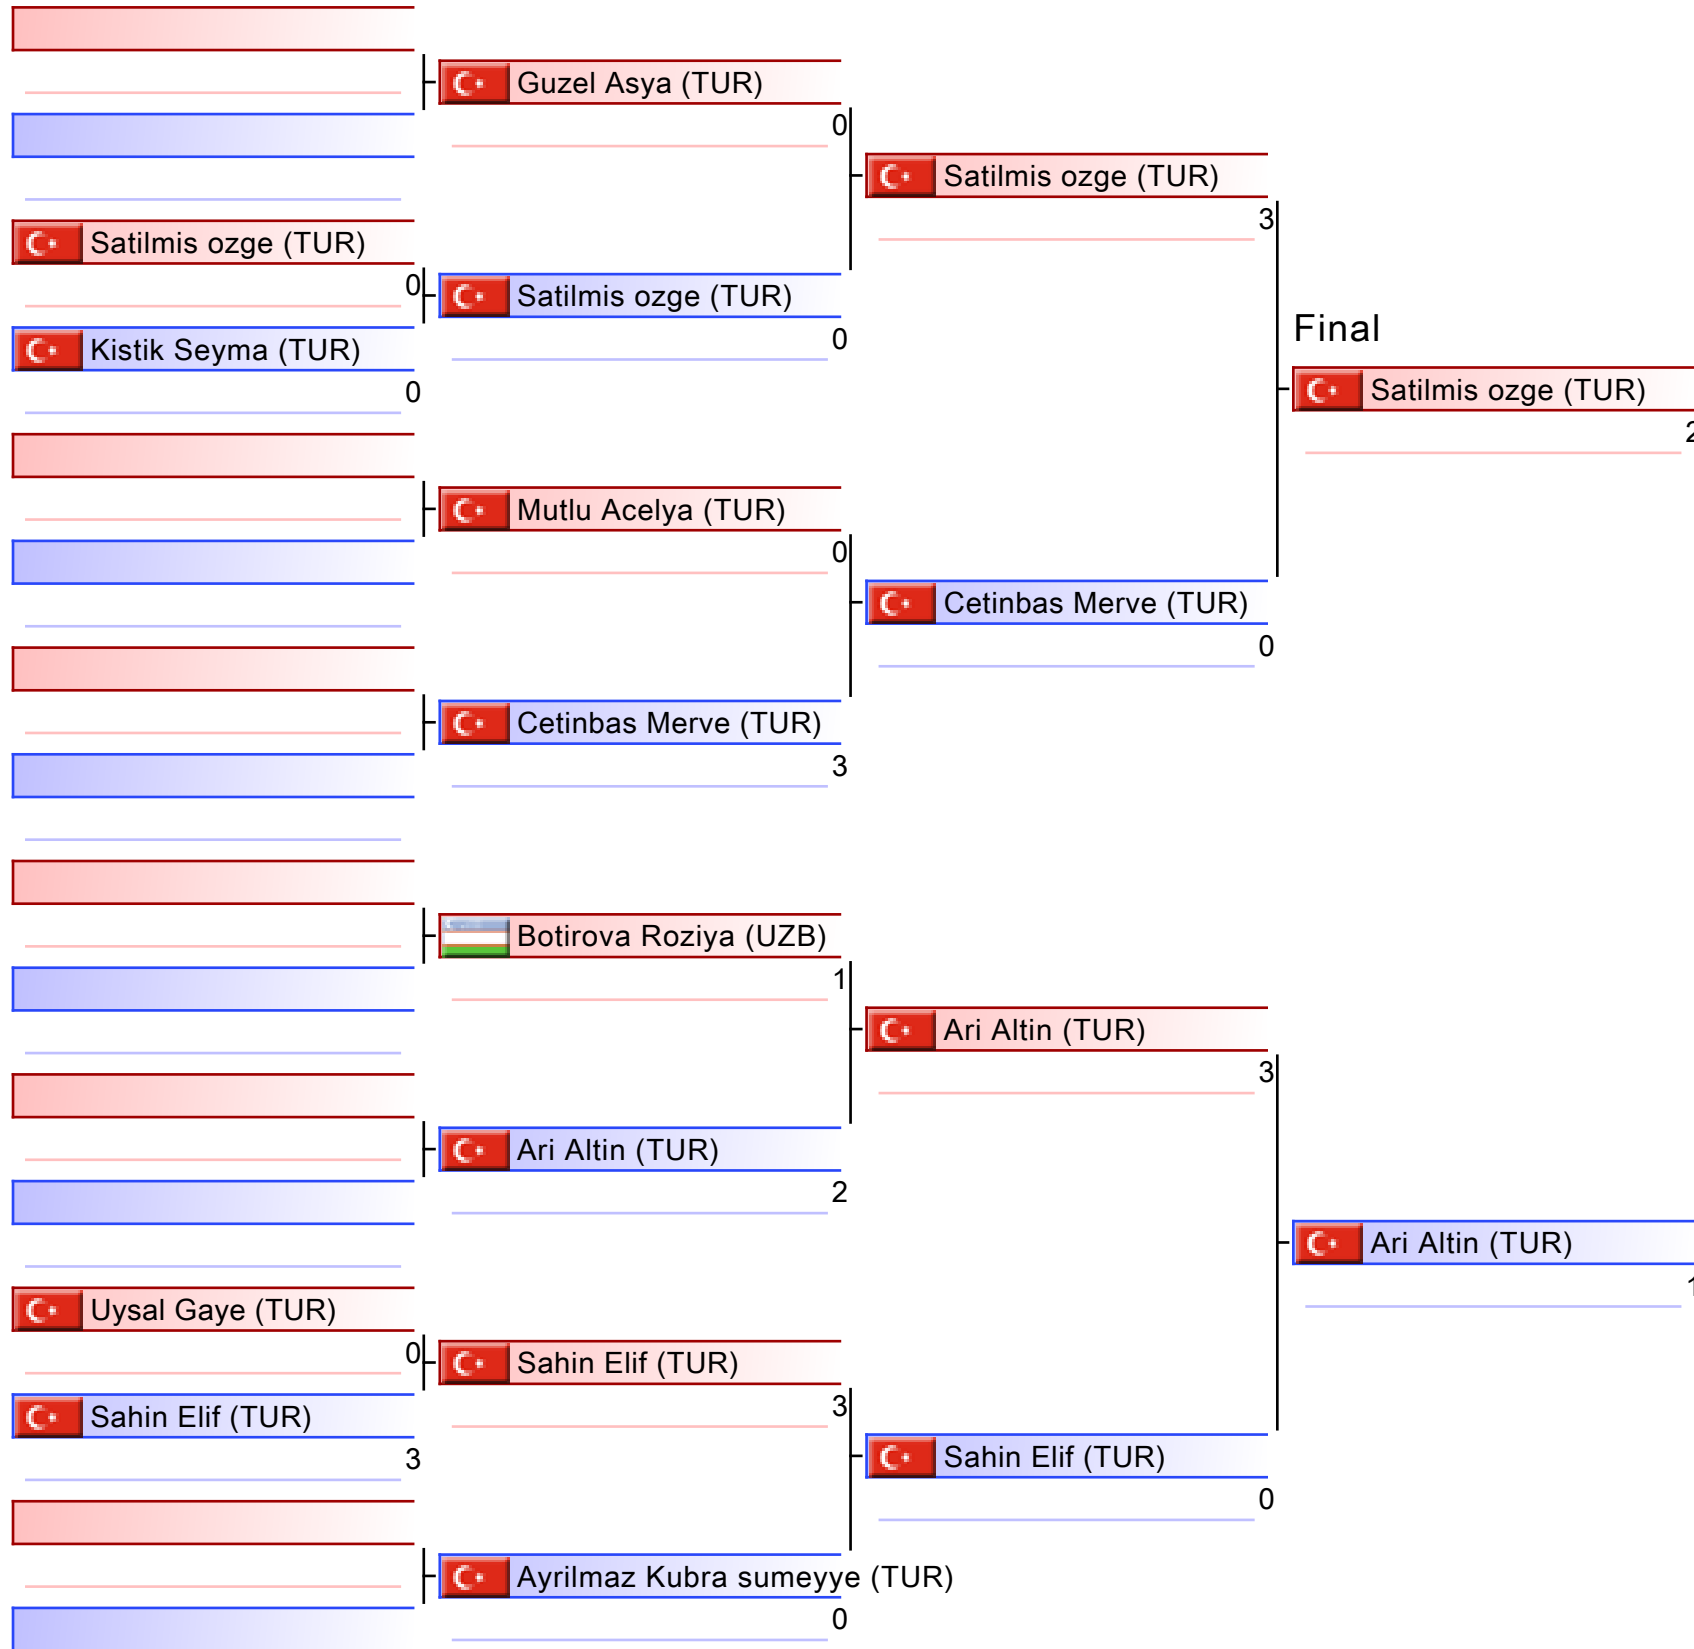 Guzel Asya (TUR)
0
Satilmis ozge (TUR)
3
Satilmis ozge (TUR)
0
Satilmis ozge (TUR)
0
Kistik Seyma (TUR)
0
Final
Satilmis ozge (TUR)
2
Mutlu Acelya (TUR)
0
Cetinbas Merve (TUR)
0
Cetinbas Merve (TUR)
3
Botirova Roziya (UZB)
1
Ari Altin (TUR)
3
Ari Altin (TUR)
2
Ari Altin (TUR)
1
Uysal Gaye (TUR)
0
Sahin Elif (TUR)
3
Sahin Elif (TUR)
3
Sahin Elif (TUR)
0
Ayrilmaz Kubra sumeyye (TUR)
0